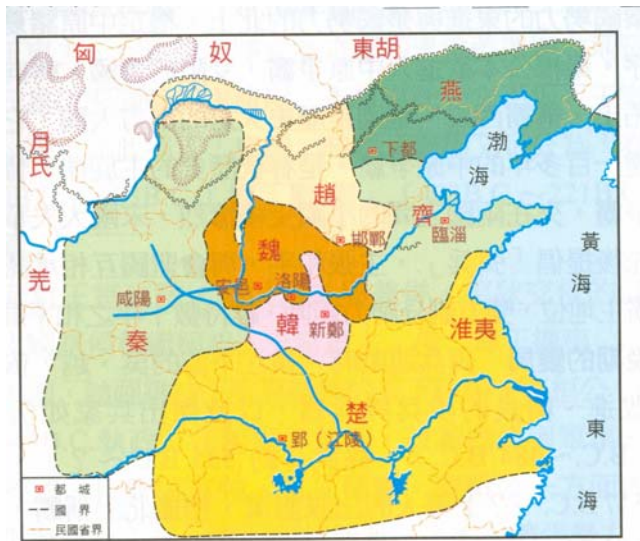 匈
奴
東胡
月氏
羌
燕
下都
渤海
趙
齊
臨淄
邯鄲
黃海
魏
安邑
洛陽
咸陽
韓
新鄭
淮夷
秦
楚
郢（江陵）
東海
都城
國界
民國省界